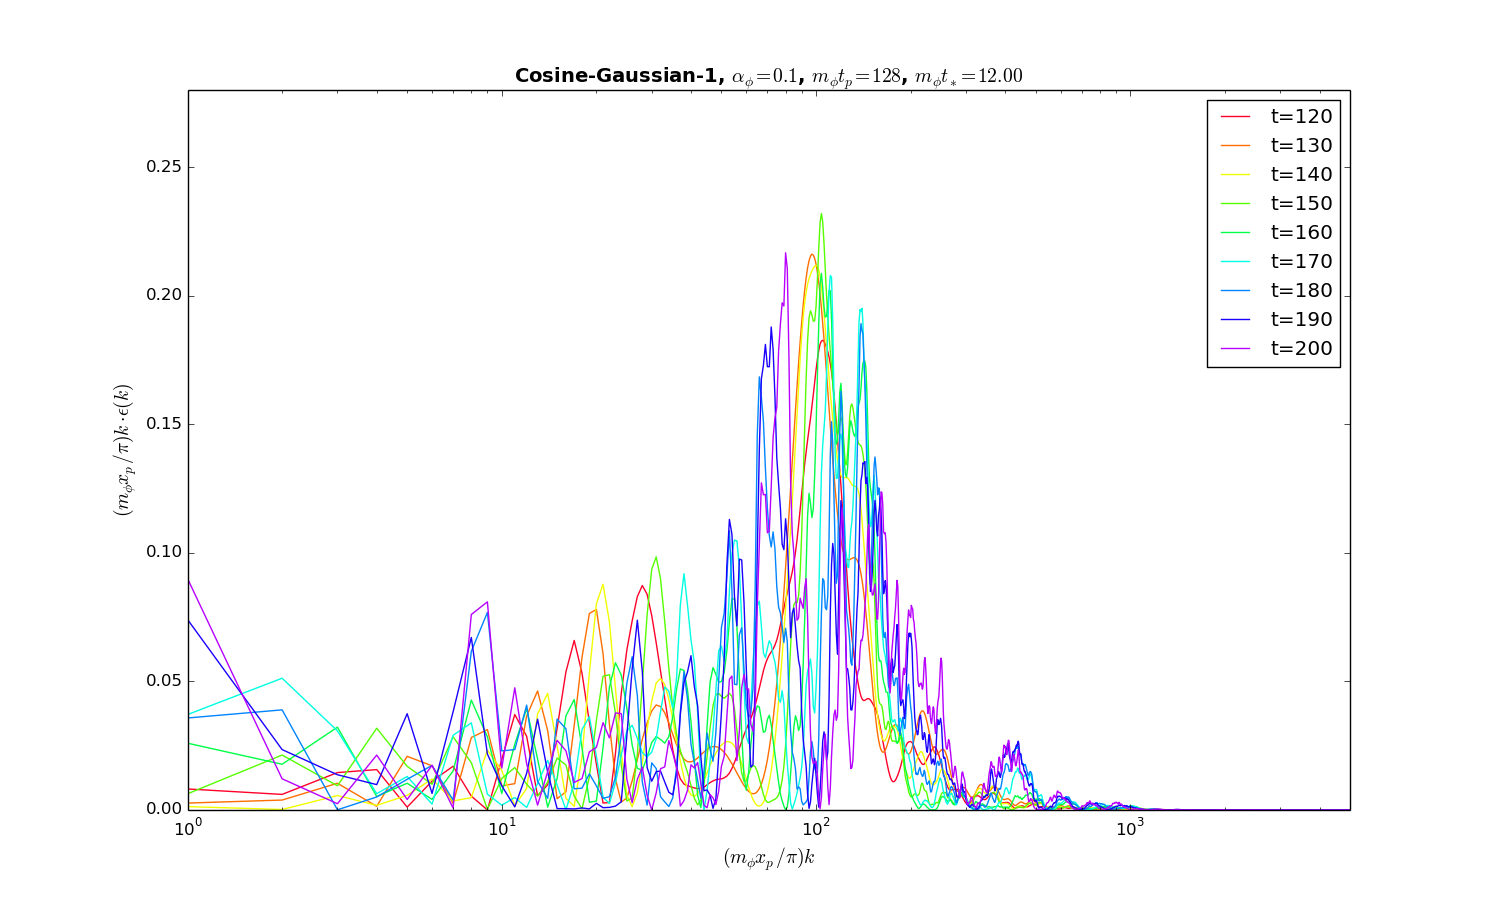 Cosine-Gaussian-1, $\alpha_\phi = 0.1$, $m_\phi t_p = 128$, $m_\phi t_* = 12.00$
t=120
t=130
t=140
t=150
t=160
t=170
t=180
t=190
t=200
$(m_\phi x_p/\pi)k \cdot \epsilon(k)$
0.25
0.20
0.15
0.10
0.05
0.00
$10^0$ $10^1$ $10^2$ $10^3$
$(m_\phi x_p/\pi)k$